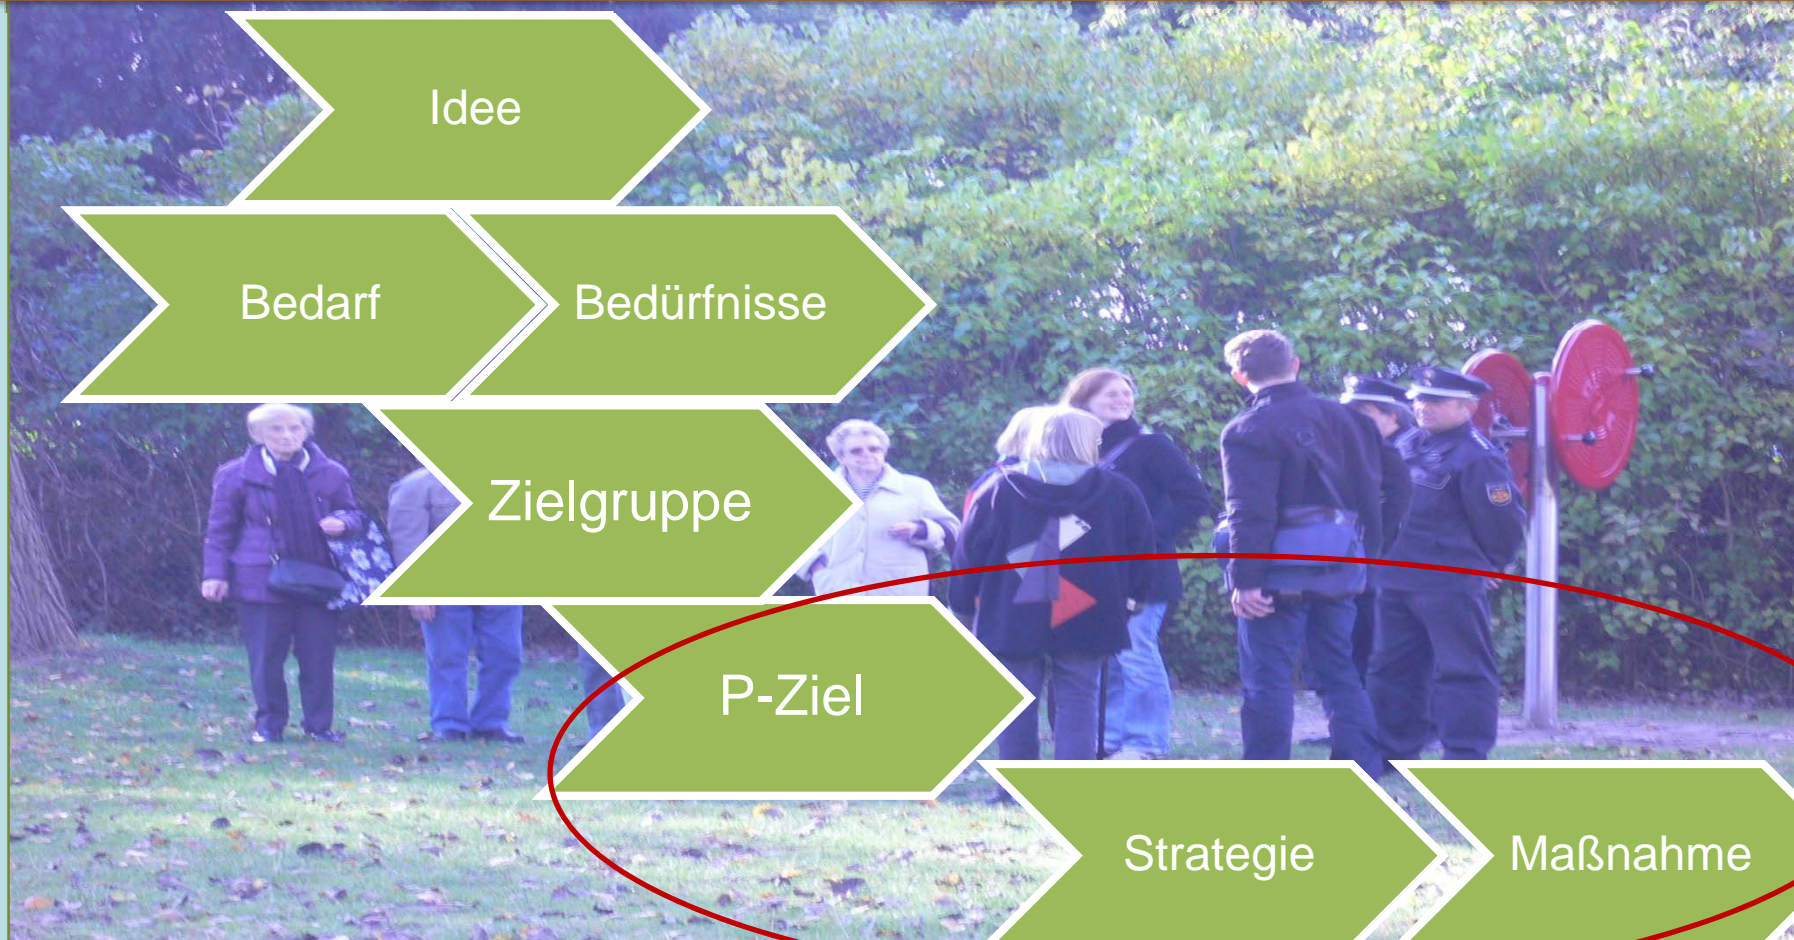 Idee
Bedarf
Bedürfnisse
Zielgruppe
P-Ziel
Strategie
Maßnahme